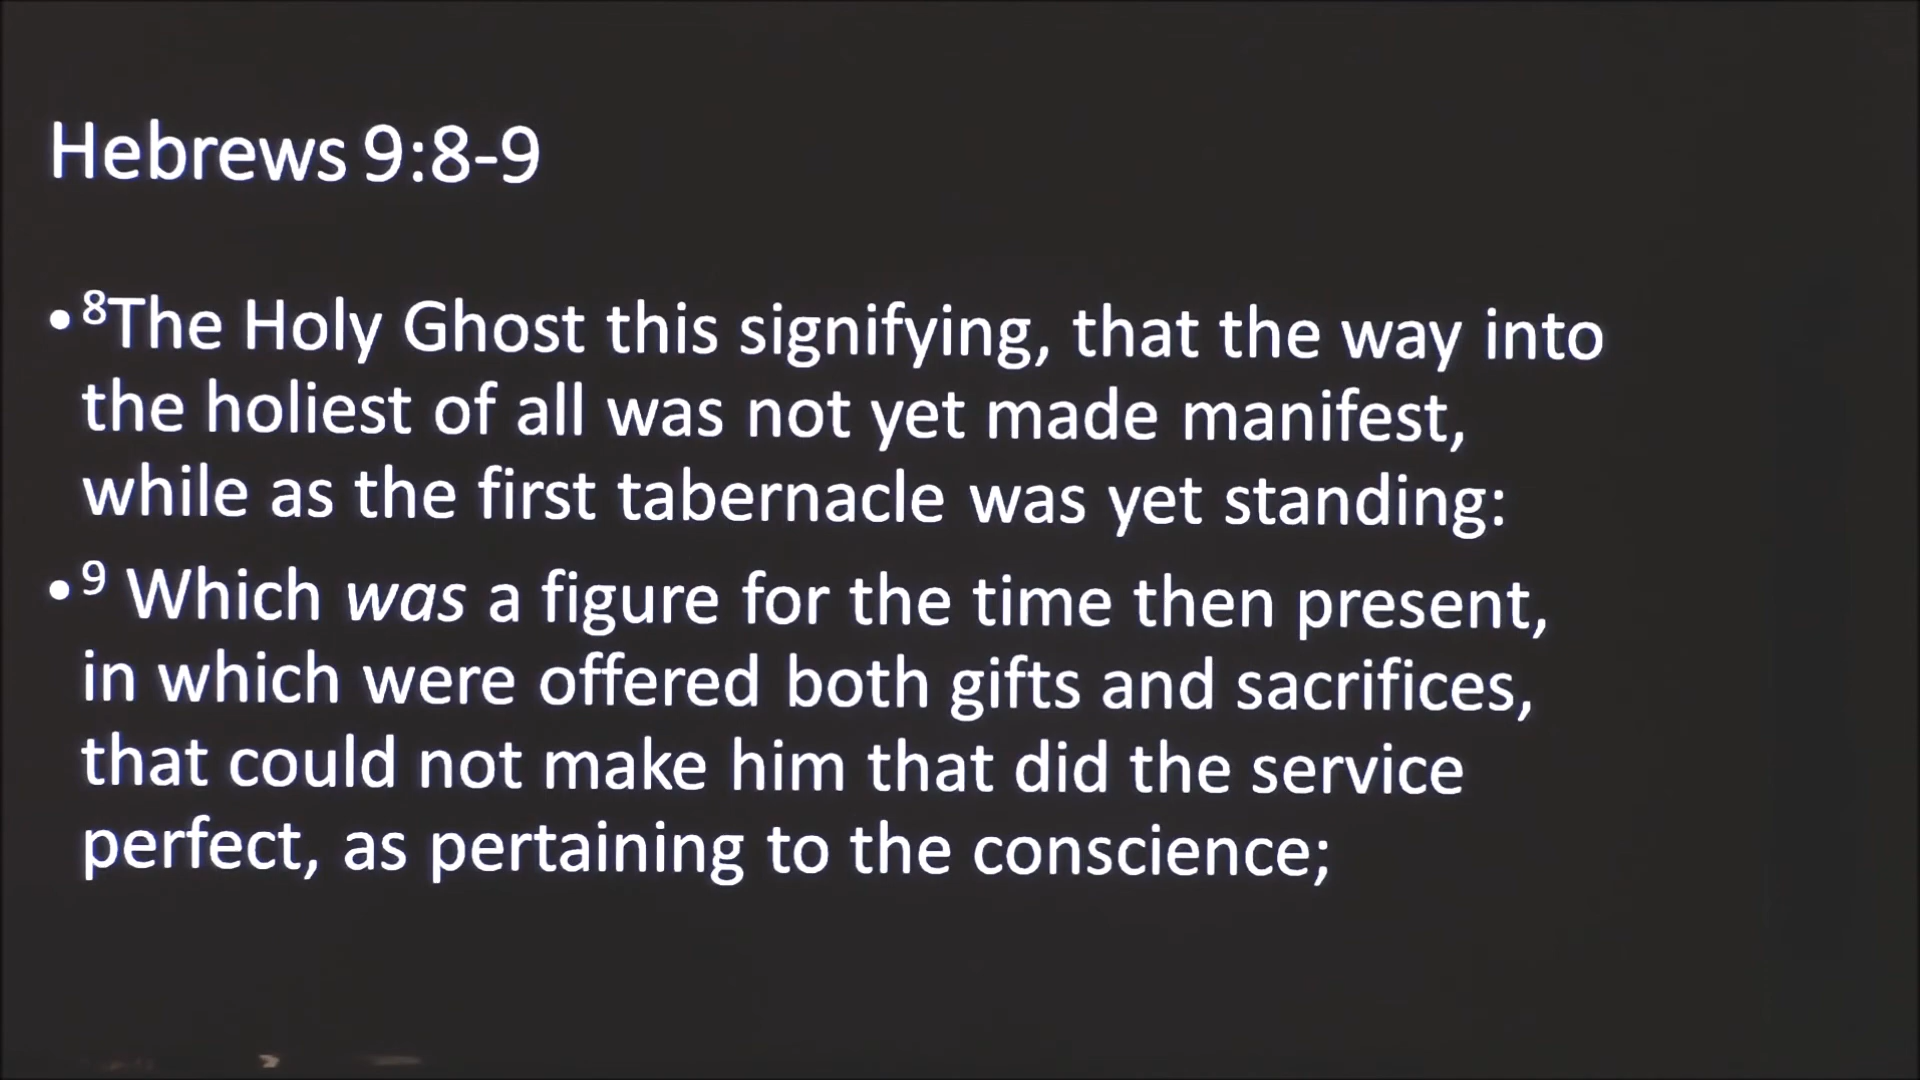 Hebrews 9:8-9
•⁸The Holy Ghost this signifying, that the way into
the holiest of all was not yet made manifest,
while as the first tabernacle was yet standing:
•⁹ Which was a figure for the time then present,
in which were offered both gifts and sacrifices,
that could not make him that did the service
perfect, as pertaining to the conscience;